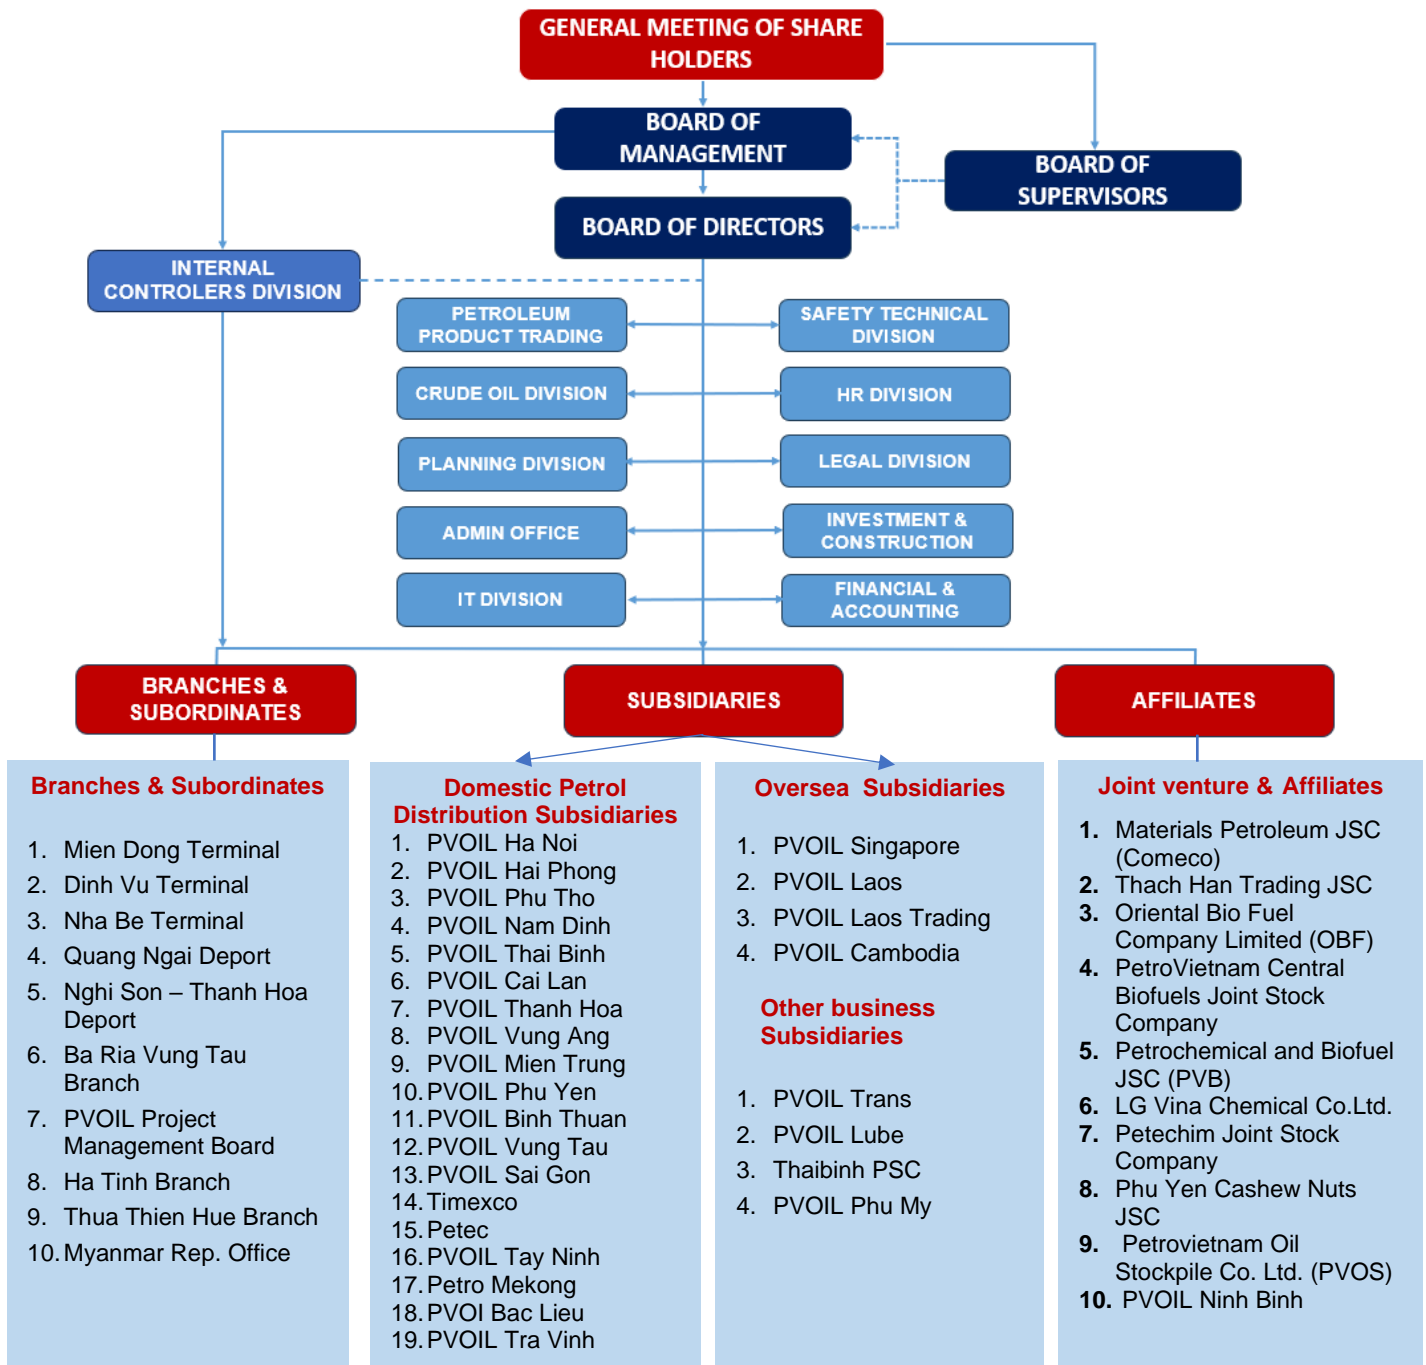 GENERAL MEETING OF SHARE
HOLDERS
BOARD OF
MANAGEMENT
BOARD OF
SUPERVISORS
BOARD OF DIRECTORS
INTERNAL
CONTROLERS DIVISION
PETROLEUM
PRODUCT TRADING
SAFETY TECHNICAL
DIVISION
CRUDE OIL DIVISION
HR DIVISION
PLANNING DIVISION
LEGAL DIVISION
ADMIN OFFICE
INVESTMENT &
CONSTRUCTION
IT DIVISION
FINANCIAL &
ACCOUNTING
BRANCHES &
SUBORDINATES
SUBSIDIARIES
AFFILIATES
Branches & Subordinates
1. Mien Dong Terminal
2. Dinh Vu Terminal
3. Nha Be Terminal
4. Quang Ngai Deport
5. Nghi Son – Thanh Hoa
Deport
6. Ba Ria Vung Tau
Branch
7. PVOIL Project
Management Board
8. Ha Tinh Branch
9. Thua Thien Hue Branch
10. Myanmar Rep. Office
Domestic Petrol
Distribution Subsidiaries
1. PVOIL Ha Noi
2. PVOIL Hai Phong
3. PVOIL Phu Tho
4. PVOIL Nam Dinh
5. PVOIL Thai Binh
6. PVOIL Cai Lan
7. PVOIL Thanh Hoa
8. PVOIL Vung Ang
9. PVOIL Mien Trung
10. PVOIL Phu Yen
11. PVOIL Binh Thuan
12. PVOIL Vung Tau
13. PVOIL Sai Gon
14. Timexco
15. Petec
16. PVOIL Tay Ninh
17. Petro Mekong
18. PVOI Bac Lieu
19. PVOIL Tra Vinh
Oversea Subsidiaries
1. PVOIL Singapore
2. PVOIL Laos
3. PVOIL Laos Trading
4. PVOIL Cambodia
Other business
Subsidiaries
1. PVOIL Trans
2. PVOIL Lube
3. Thaibinh PSC
4. PVOIL Phu My
Joint venture & Affiliates
1. Materials Petroleum JSC
(Comeco)
2. Thach Han Trading JSC
3. Oriental Bio Fuel
Company Limited (OBF)
4. PetroVietnam Central
Biofuels Joint Stock
Company
5. Petrochemical and Biofuel
JSC (PVB)
6. LG Vina Chemical Co.Ltd.
7. Petechim Joint Stock
Company
8. Phu Yen Cashew Nuts
JSC
9. Petrovietnam Oil
Stockpile Co. Ltd. (PVOS)
10. PVOIL Ninh Binh